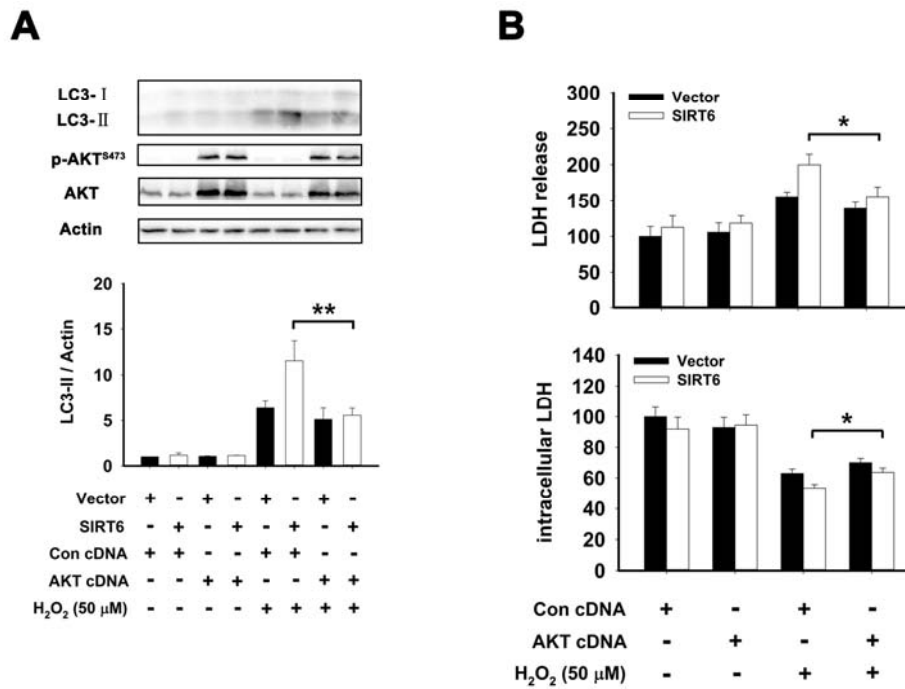 A
LC3- I
LC3- II
p-AKTS473
AKT
Actin
20
15
10
5
0
LC3-II / Actin
**
Vector + - + - + - + -
SIRT6 - + - + - + - +
Con cDNA + + - - + + - -
AKT cDNA - - + + - - + +
H2O2 (50 μM) - - - - + + + +
B
Vector
SIRT6
*
300
250
200
150
100
50
0
LDH release
Vector
SIRT6
*
140
120
100
80
60
40
20
0
intracellular LDH
Con cDNA + - + -
AKT cDNA - + - +
H2O2 (50 μM) - - + +